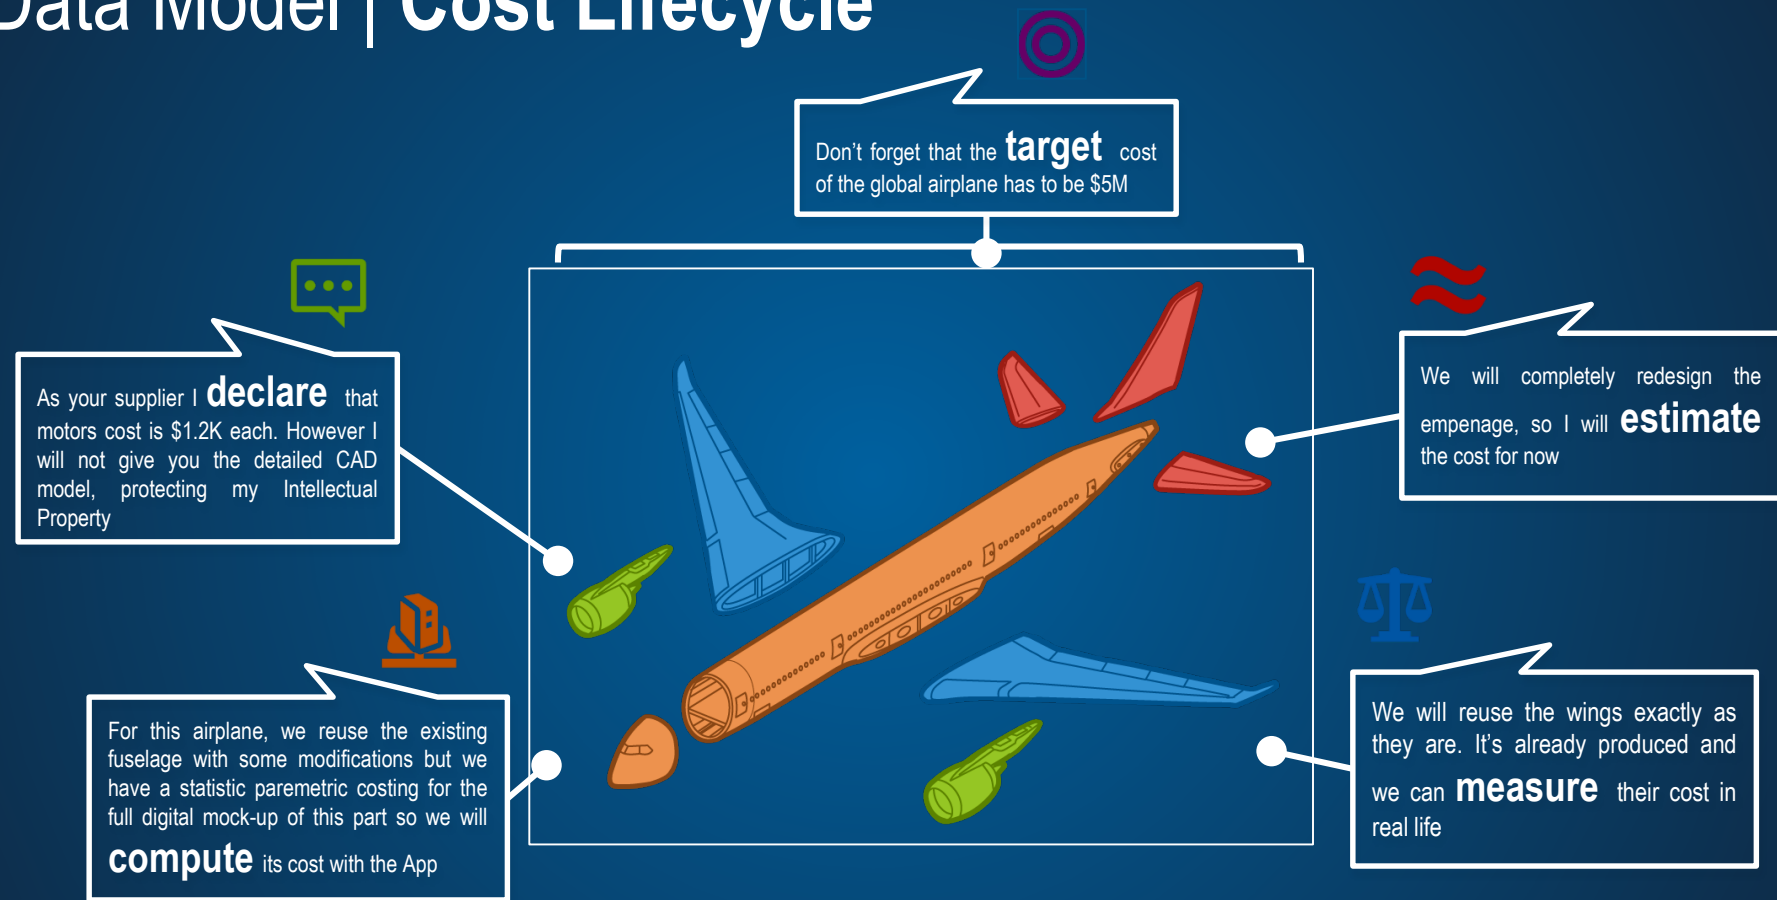 Data Model | Cost Lifecycle
Don't forget that the target cost
of the global airplane has to be $5M
As your supplier I declare that
motors cost is $1.2K each. However I
will not give you the detailed CAD
model, protecting my Intellectual
Property
We will completely redesign the
empenage, so I will estimate
the cost for now
For this airplane, we reuse the existing
fuselage with some modifications but we
have a statistic paremetric costing for the
full digital mock-up of this part so we will
compute its cost with the App
We will reuse the wings exactly as
they are. It's already produced and
we can measure their cost in
real life